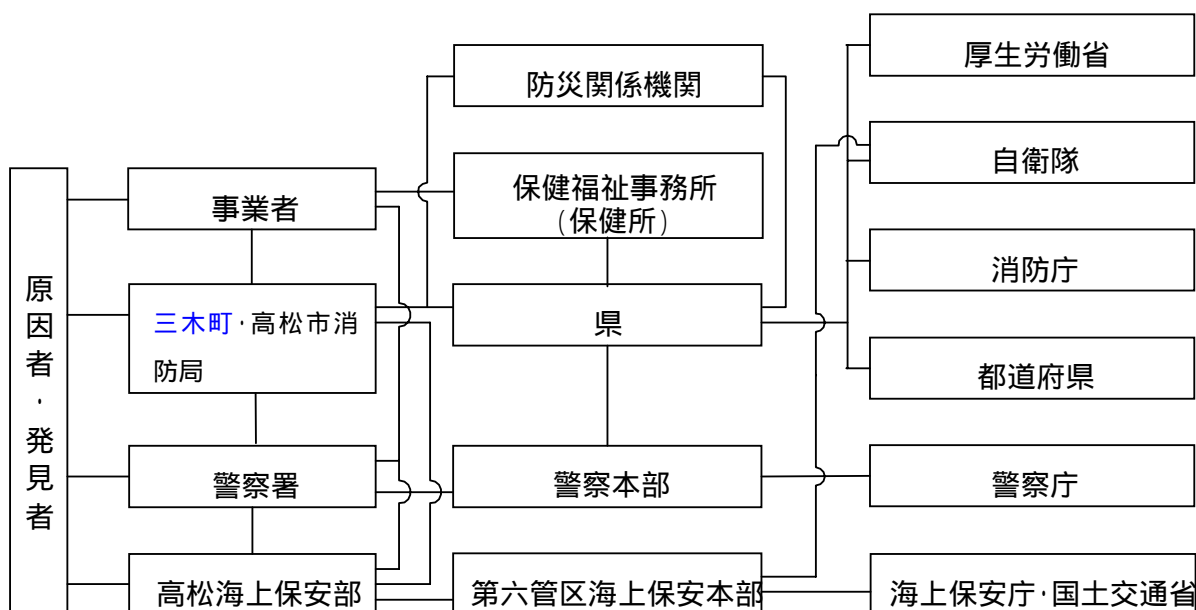 原因者・発見者
事業者
三木町・高松市消
防局
警察署
高松海上保安部
防災関係機関
保健福祉事務所
(保健所)
県
警察本部
第六管区海上保安本部
厚生労働省
自衛隊
消防庁
都道府県
警察庁
海上保安庁・国土交通省